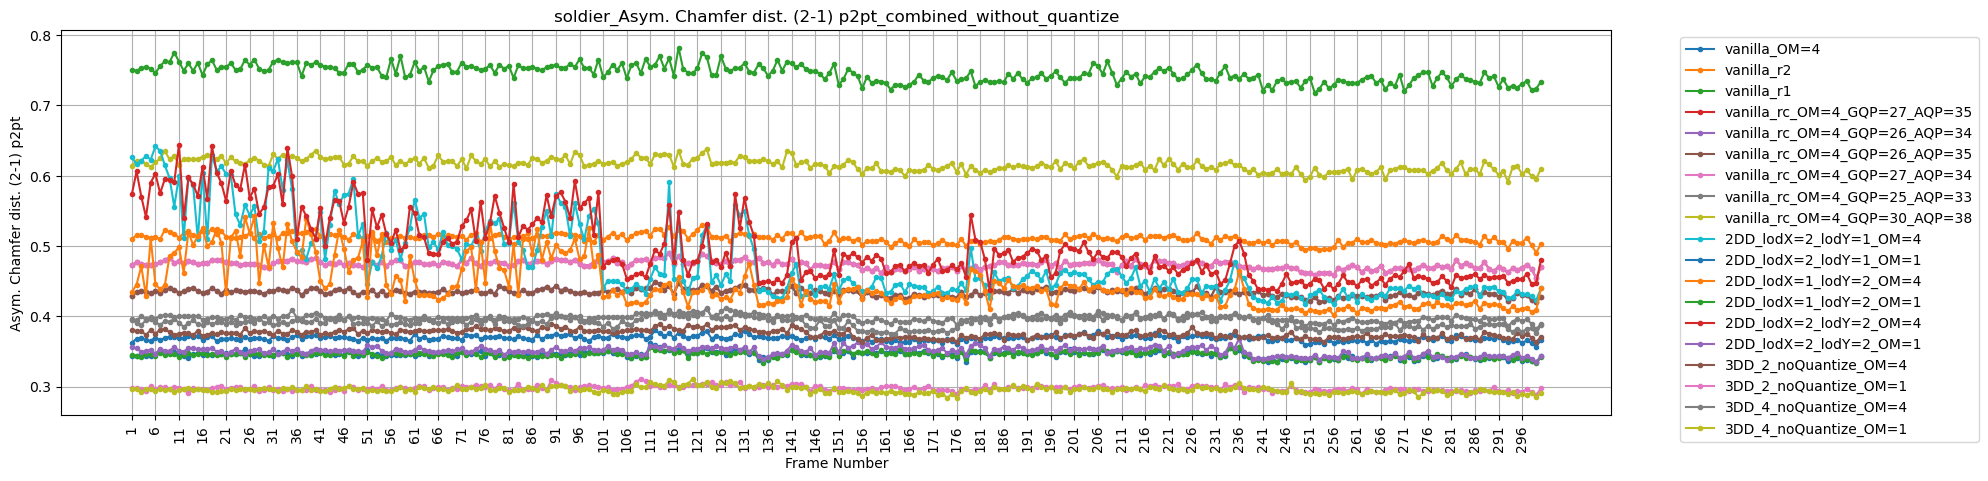 soldier_Asym. Chamfer dist. (2-1) p2pt_combined_without_quantize
Asym. Chamfer dist. (2-1) p2pt
0.8
0.7
0.6
0.5
0.4
0.3
1 6 11 16 21 26 31 36 41 46 51 56 61 66 71 76 81 86 91 96 101 106 111 116 121 126 131 136 141 146 151 156 161 166 171 176 181 186 191 196 201 206 211 216 221 226 231 236 241 246 251 256 261 266 271 276 281 286 291 296
Frame Number
vanilla_OM=4
vanilla_r2
vanilla_r1
vanilla_rc_OM=4_GQP=27_AQP=35
vanilla_rc_OM=4_GQP=26_AQP=34
vanilla_rc_OM=4_GQP=26_AQP=35
vanilla_rc_OM=4_GQP=27_AQP=34
vanilla_rc_OM=4_GQP=25_AQP=33
vanilla_rc_OM=4_GQP=30_AQP=38
2DD_lodX=2_lodY=1_OM=4
2DD_lodX=2_lodY=1_OM=1
2DD_lodX=1_lodY=2_OM=4
2DD_lodX=1_lodY=2_OM=1
2DD_lodX=2_lodY=2_OM=4
2DD_lodX=2_lodY=2_OM=1
3DD_2_noQuantize_OM=4
3DD_2_noQuantize_OM=1
3DD_4_noQuantize_OM=4
3DD_4_noQuantize_OM=1